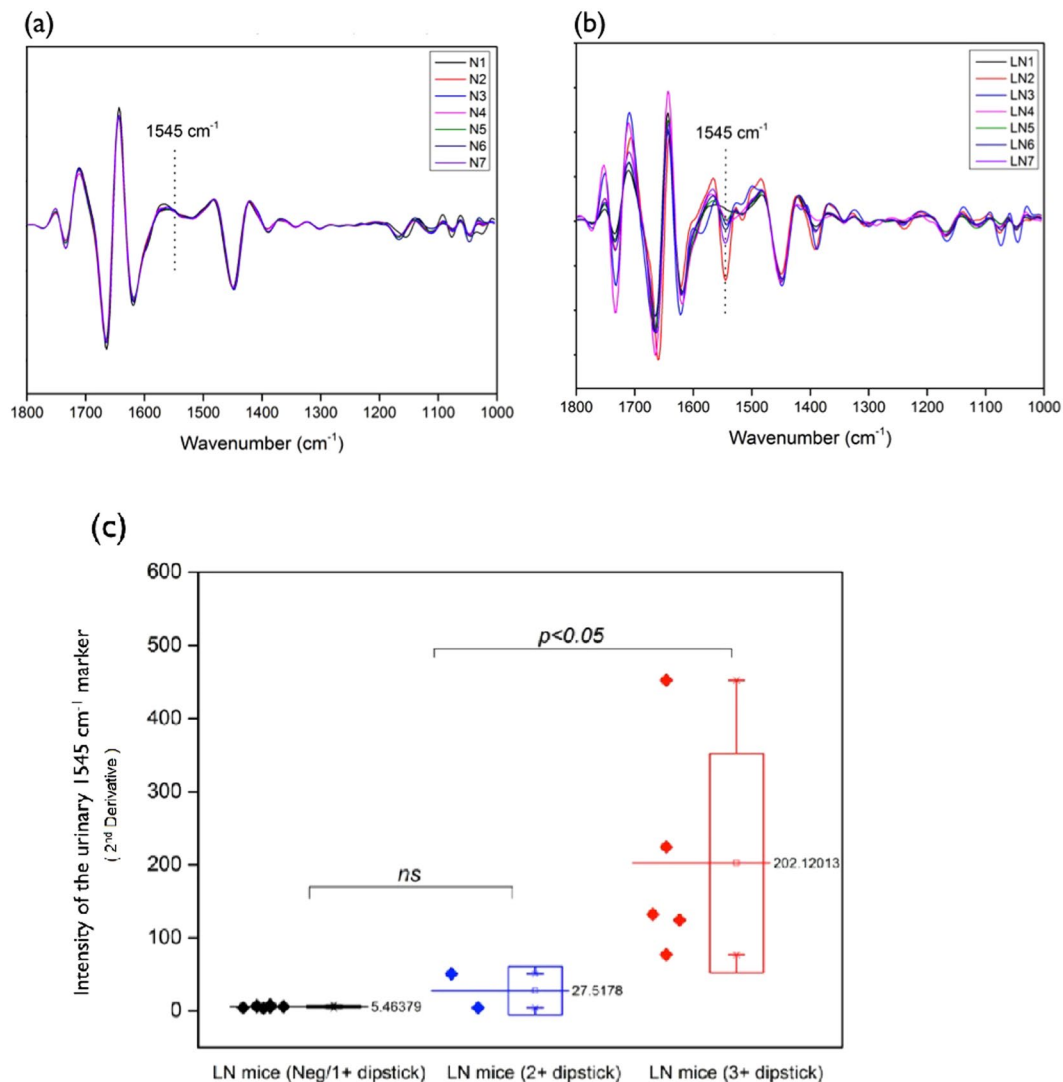 (a)
N1
N2
N3
N4
N5
N6
N7
1545 cm⁻¹
1800 1700 1600 1500 1400 1300 1200 1100 1000
Wavenumber (cm⁻¹)
(b)
LN1
LN2
LN3
LN4
LN5
LN6
LN7
1545 cm⁻¹
1800 1700 1600 1500 1400 1300 1200 1100 1000
Wavenumber (cm⁻¹)
(c)
Intensity of the urinary 1545 cm⁻¹ marker
( 2ⁿᵈ Derivative )
600
500
400
300
200
100
0
p<0.05
ns
202.12013
27.5178
5.46379
LN mice (Neg/1+ dipstick) LN mice (2+ dipstick) LN mice (3+ dipstick)